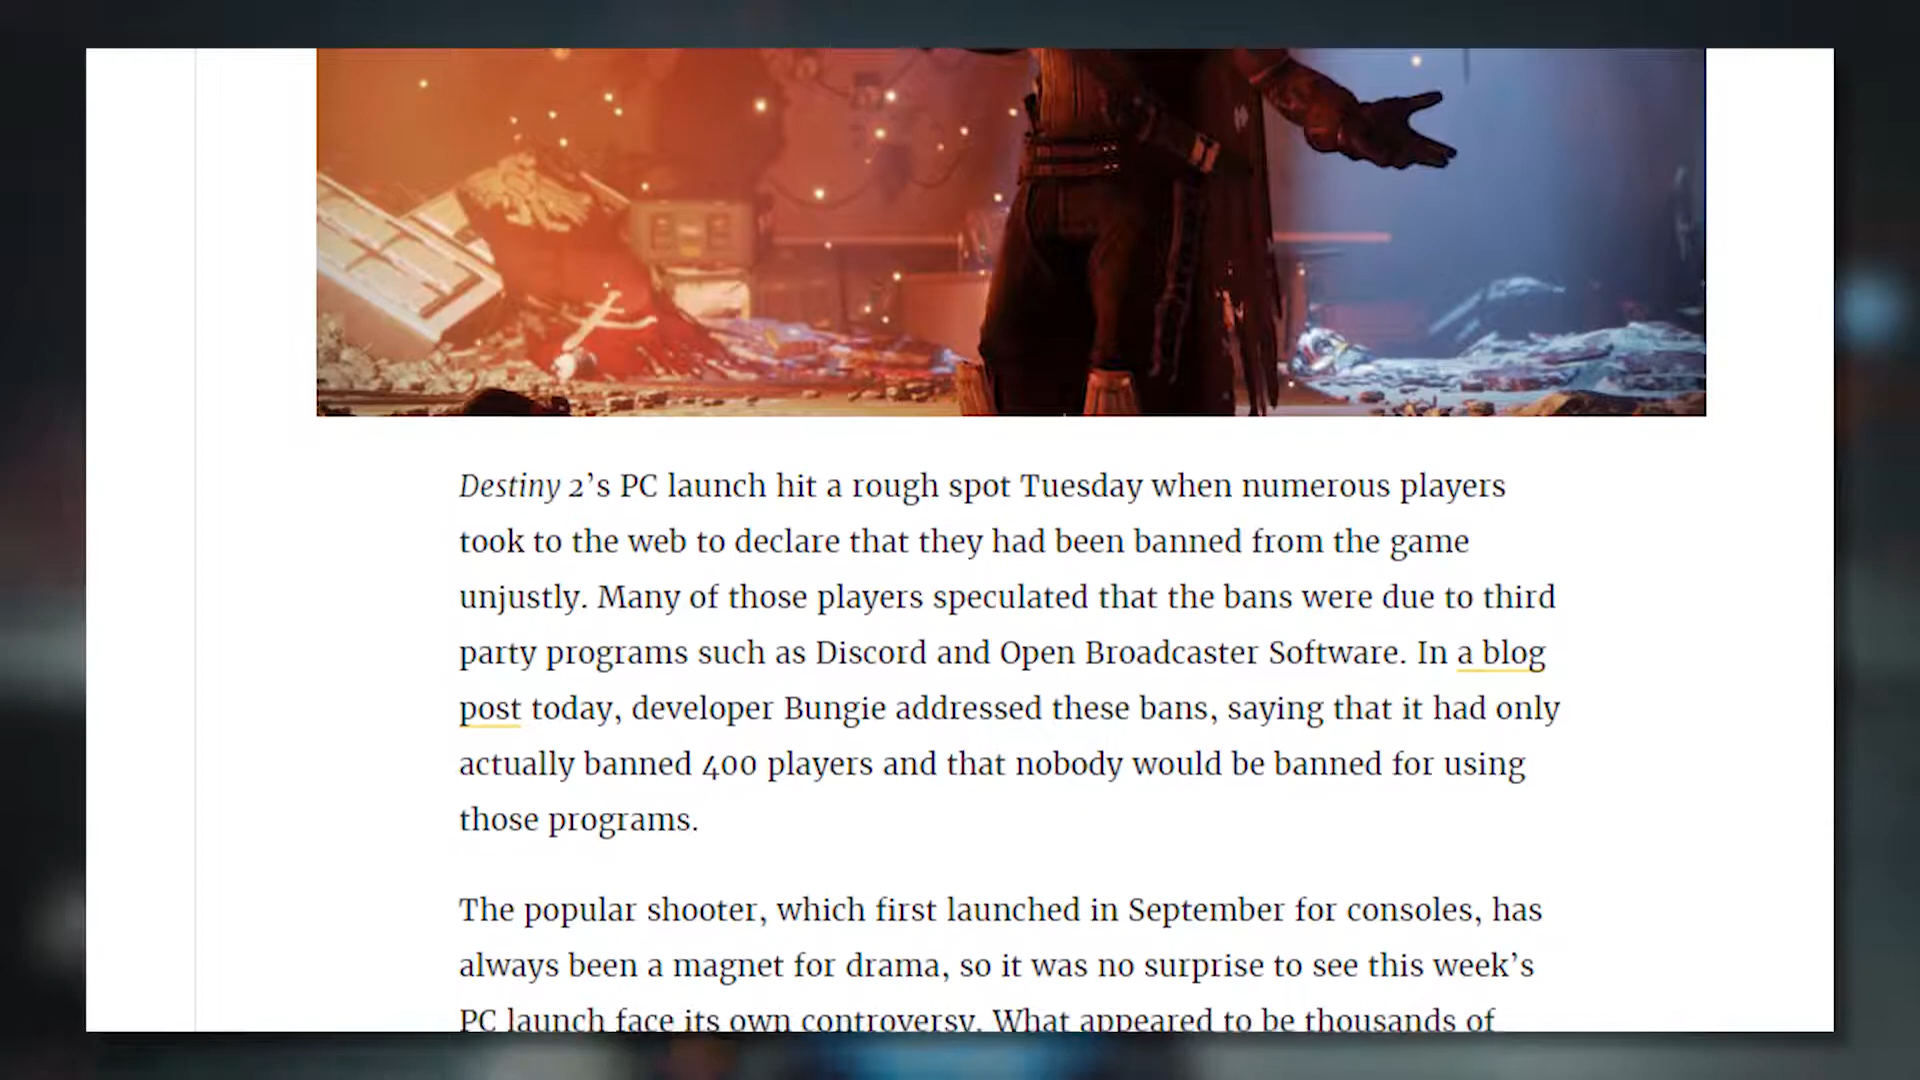 Destiny 2’s PC launch hit a rough spot Tuesday when numerous players
took to the web to declare that they had been banned from the game
unjustly. Many of those players speculated that the bans were due to third
party programs such as Discord and Open Broadcaster Software. In a blog
post today, developer Bungie addressed these bans, saying that it had only
actually banned 400 players and that nobody would be banned for using
those programs.
The popular shooter, which first launched in September for consoles, has
always been a magnet for drama, so it was no surprise to see this week’s
PC launch face its own controversy. What appeared to be thousands of